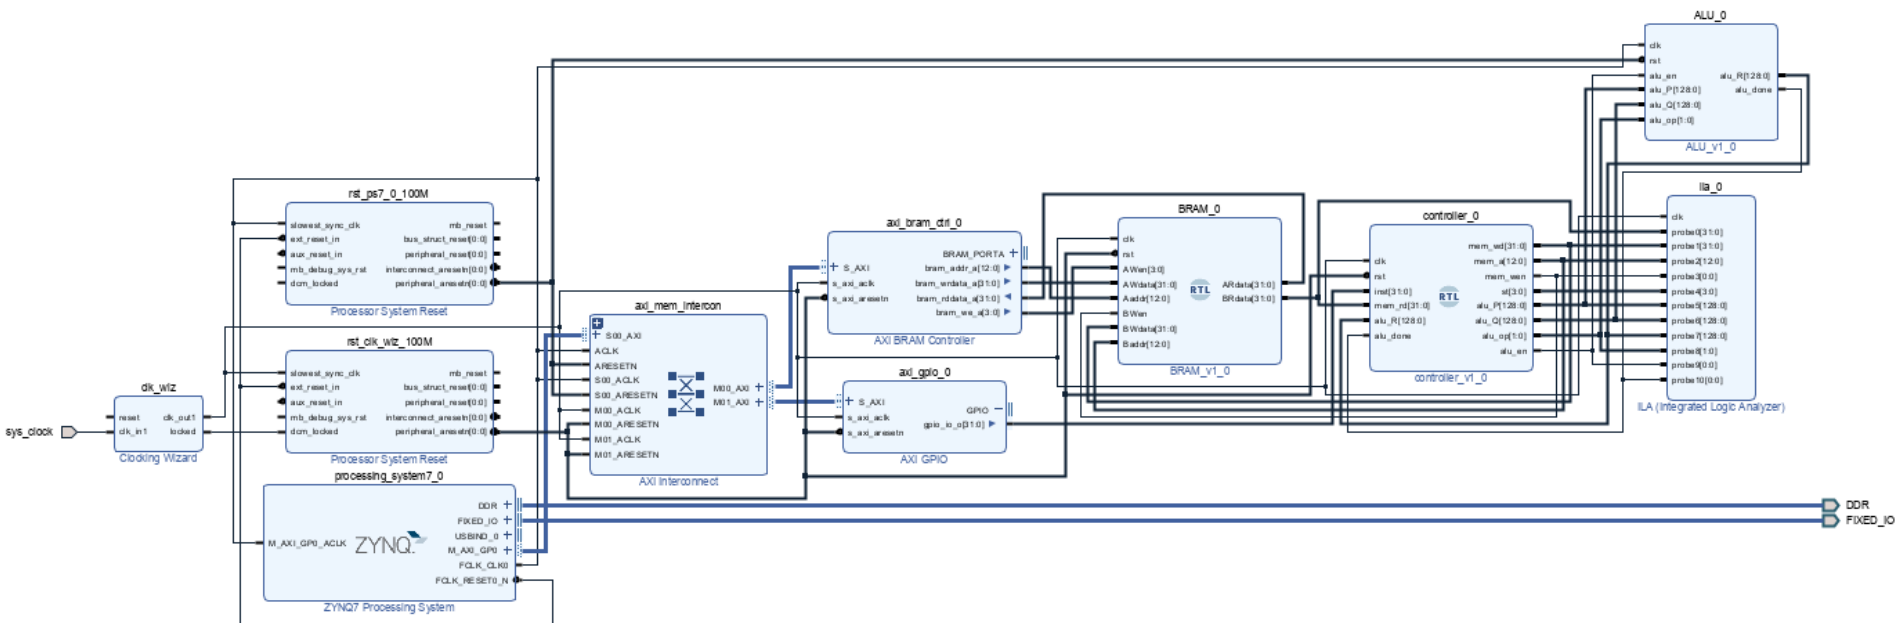 ALU_0
clk
rst
alu_en
alu_P[128:0]
alu_Q[128:0]
alu_op[1:0]
alu_R[128:0]
alu_done
ALU_v1_0
rst_ps7_0_100M
slowest_sync_clk
ext_reset_in
aux_reset_in
mb_debug_sys_rst
dcm_locked
mb_reset
bus_struct_reset[0:0]
peripheral_reset[0:0]
interconnect_aresetn[0:0]
peripheral_aresetn[0:0]
Processor System Reset
rst_clk_wiz_100M
slowest_sync_clk
ext_reset_in
aux_reset_in
mb_debug_sys_rst
dcm_locked
mb_reset
bus_struct_reset[0:0]
peripheral_reset[0:0]
interconnect_aresetn[0:0]
peripheral_aresetn[0:0]
Processor System Reset
sys_clock
clk_wiz
reset
clk_in1
clk_out1
locked
Clocking Wizard
processing_system7_0
M_AXI_GP0_ACLK
ZYNQ
DDR
FIXED_IO
USBIND_0
M_AXI_GP0
FCLK_CLK0
FCLK_RESET0_N
ZYNQ7 Processing System
axi_mem_intercon
S00_AXI
ACLK
ARESETN
S00_ACLK
S00_ARESETN
M00_ACLK
M00_ARESETN
M01_ACLK
M01_ARESETN
M00_AXI
M01_AXI
AXI Interconnect
axi_bram_ctrl_0
S_AXI
s_axi_aclk
s_axi_aresetn
BRAM_PORTA
bram_addr_a[12:0]
bram_wrdata_a[31:0]
bram_rddata_a[31:0]
bram_we_a[3:0]
AXI BRAM Controller
axi_gpio_0
S_AXI
s_axi_aclk
s_axi_aresetn
GPIO
gpio_io_o[31:0]
AXI GPIO
BRAM_0
clk
rst
AWen[3:0]
AWdata[31:0]
Aaddr[12:0]
BWen
BWdata[31:0]
Baddr[12:0]
RTL
ARdata[31:0]
BRdata[31:0]
BRAM_v1_0
controller_0
clk
rst
inst[31:0]
mem_rd[31:0]
alu_R[128:0]
alu_done
RTL
mem_wd[31:0]
mem_a[12:0]
mem_wen
st[3:0]
alu_P[128:0]
alu_Q[128:0]
alu_op[1:0]
alu_en
controller_v1_0
ila_0
clk
probe0[31:0]
probe1[31:0]
probe2[12:0]
probe3[0:0]
probe4[3:0]
probe5[128:0]
probe6[128:0]
probe7[128:0]
probe8[1:0]
probe9[0:0]
probe10[0:0]
ILA (Integrated Logic Analyzer)
DDR
FIXED_IO